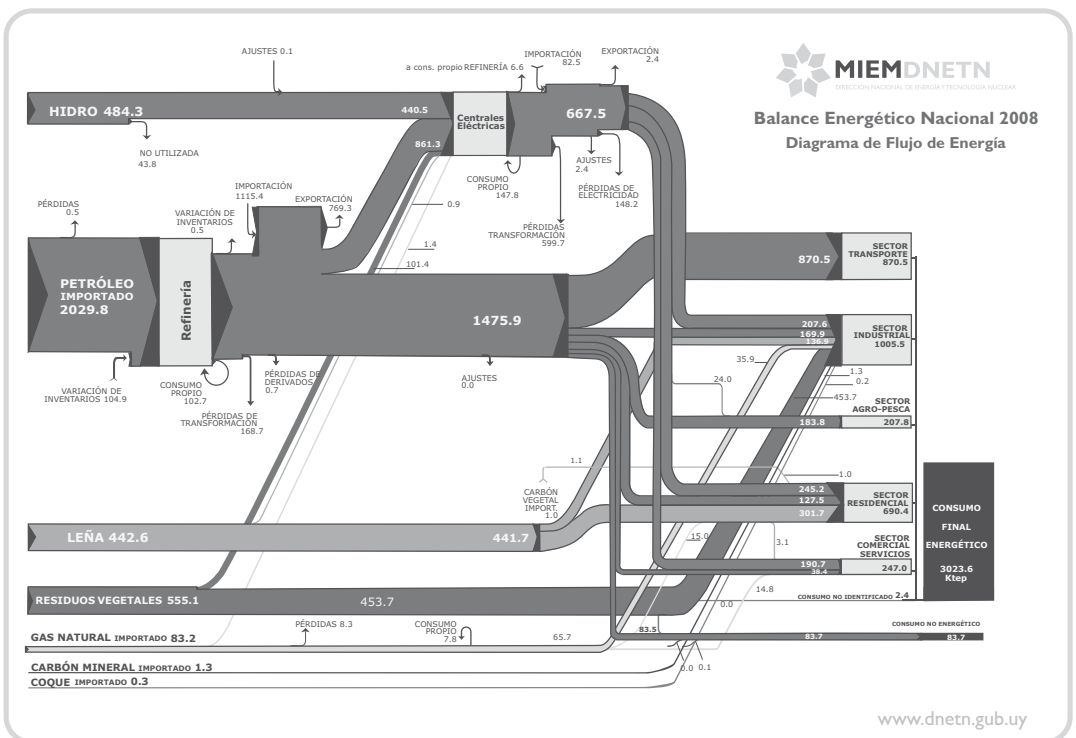 AJUSTES 0.1
a cons. propio REFINERÍA 6.6
IMPORTACIÓN
82.5
EXPORTACIÓN
2.4
MIEMDNETN
DIRECCIÓN NACIONAL DE ENERGÍA Y TECNOLOGÍA NUCLEAR
Balance Energético Nacional 2008
Diagrama de Flujo de Energía
HIDRO 484.3
440.5
Centrales
Eléctricas
667.5
861.3
NO UTILIZADA
43.8
CONSUMO
PROPIO
147.8
AJUSTES
2.4
PÉRDIDAS DE
ELECTRICIDAD
148.2
PÉRDIDAS
TRANSFORMACIÓN
599.7
0.9
1.4
101.4
PÉRDIDAS
0.5
VARIACIÓN DE
INVENTARIOS
0.5
IMPORTACIÓN
1115.4
EXPORTACIÓN
769.3
PETRÓLEO
IMPORTADO
2029.8
Refinería
1475.9
870.5
SECTOR
TRANSPORTE
870.5
207.6
169.9
136.9
SECTOR
INDUSTRIAL
1005.5
VARIACIÓN DE
INVENTARIOS 104.9
CONSUMO
PROPIO
102.7
PÉRDIDAS DE
TRANSFORMACIÓN
168.7
PÉRDIDAS DE
DERIVADOS
0.7
AJUSTES
0.0
35.9
24.0
1.3
0.2
453.7
SECTOR
AGRO-PESCA
183.8
207.8
1.1
1.0
CARBÓN
VEGETAL
IMPORT.
1.0
245.2
127.5
301.7
SECTOR
RESIDENCIAL
690.4
LEÑA 442.6
441.7
15.0
3.1
SECTOR
COMERCIAL
SERVICIOS
190.7
38.4
247.0
CONSUMO
FINAL
ENERGÉTICO
3023.6
Ktep
RESIDUOS VEGETALES 555.1
453.7
14.8
0.0
CONSUMO NO IDENTIFICADO 2.4
GAS NATURAL IMPORTADO 83.2
PÉRDIDAS 8.3
CONSUMO
PROPIO
7.8
65.7
83.5
83.7
CONSUMO NO ENERGÉTICO
83.7
CARBÓN MINERAL IMPORTADO 1.3
0.0
0.1
COQUE IMPORTADO 0.3
www.dnetn.gub.uy